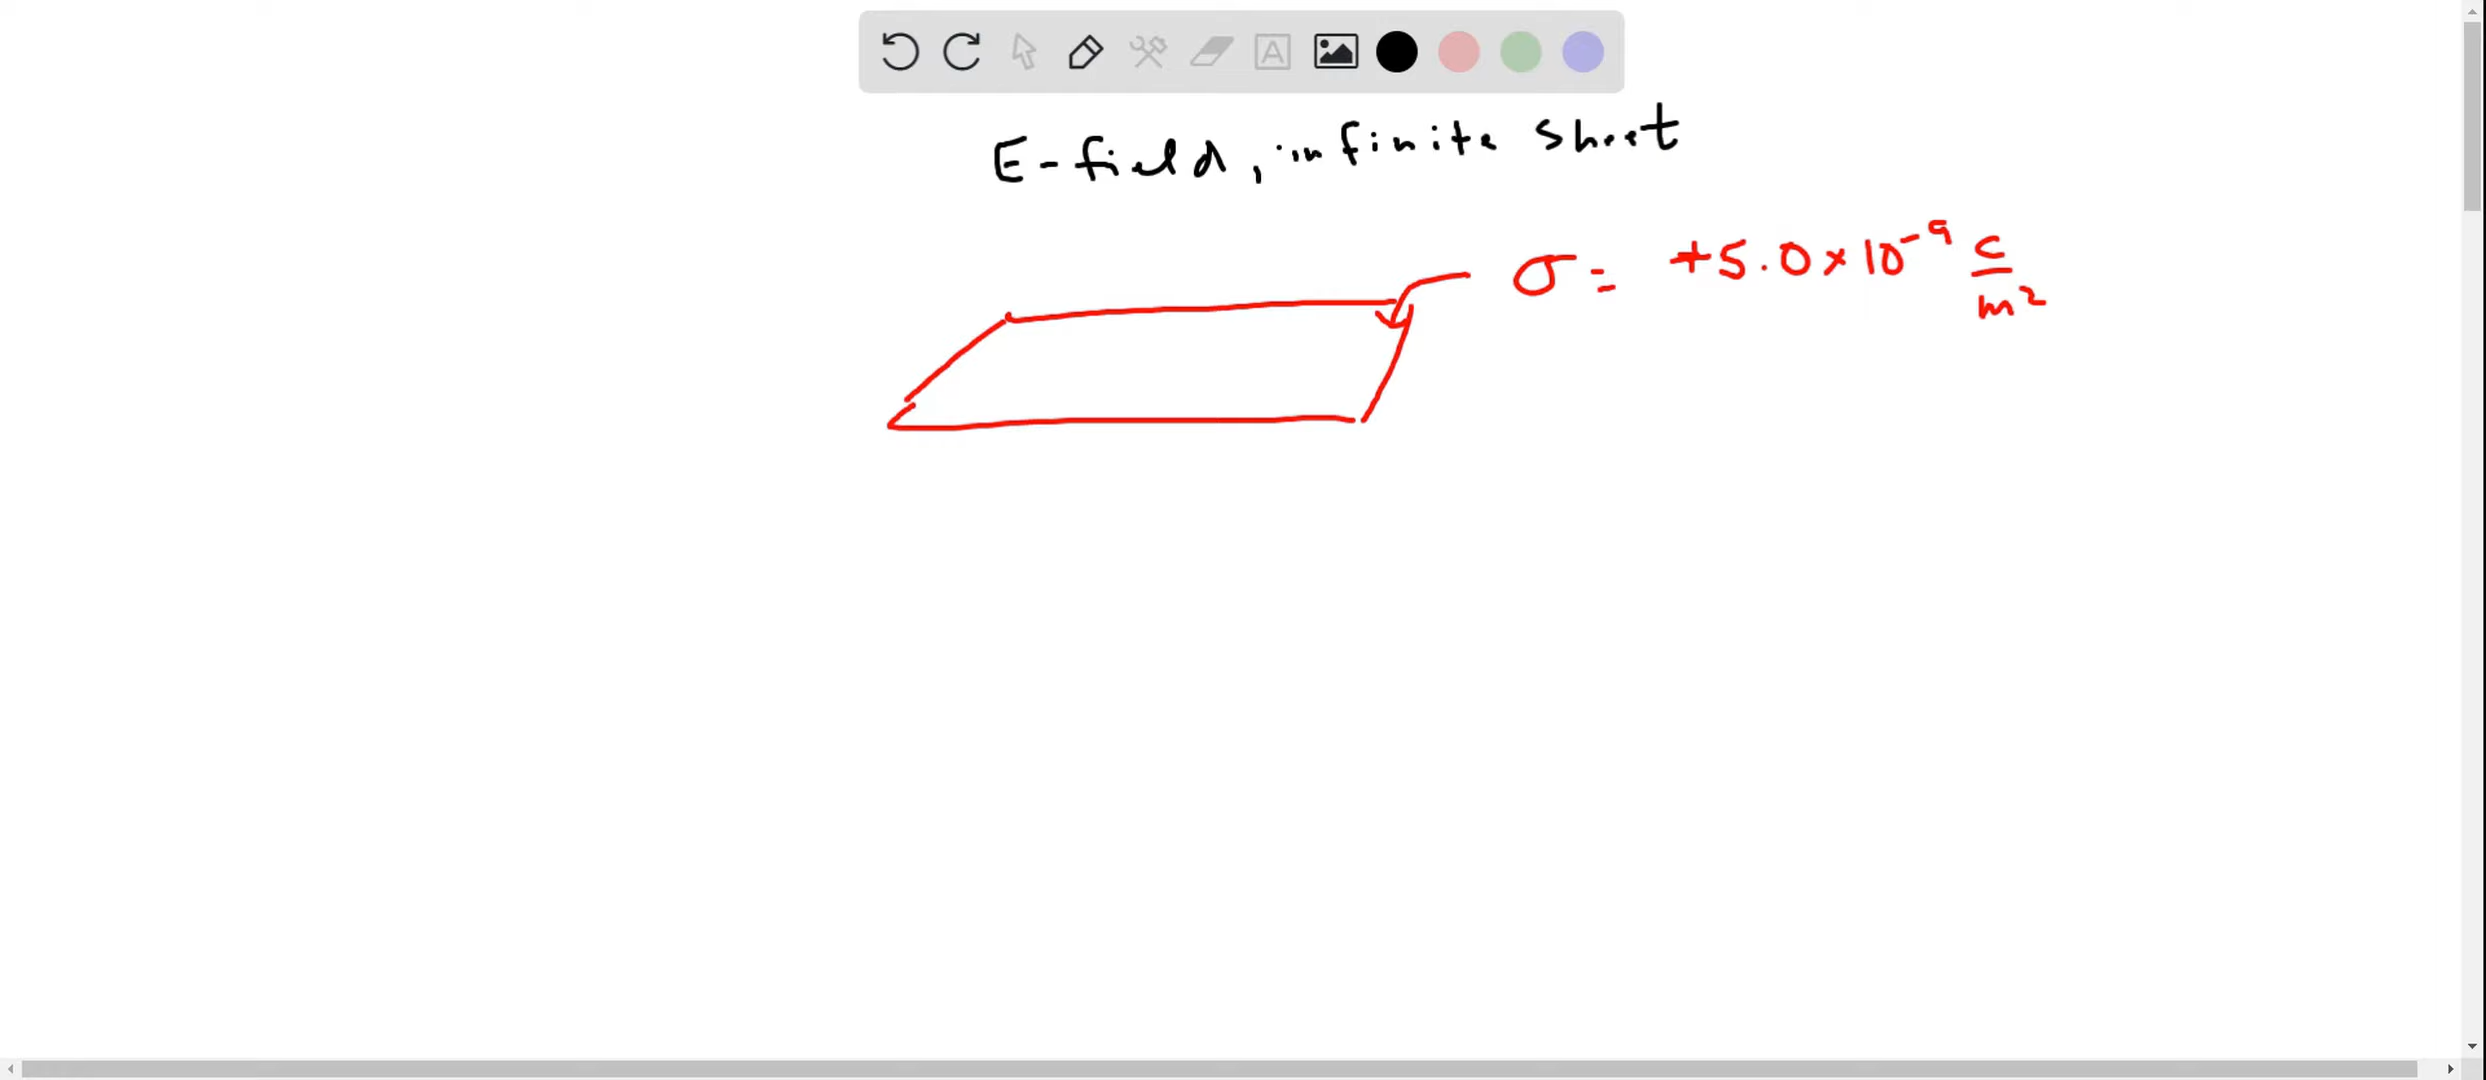 E-field, infinite sheet
σ = +5.0×10⁻⁹ C/m²